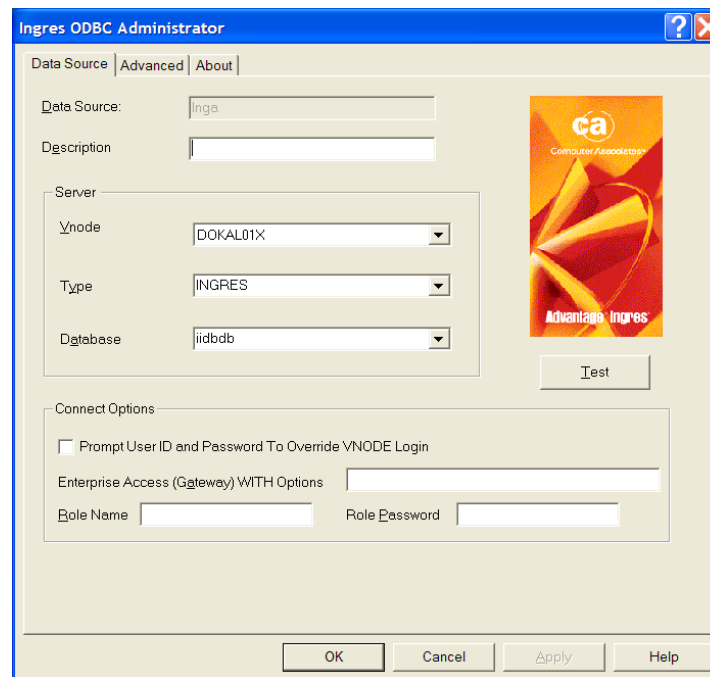 Ingres ODBC Administrator
Data Source Advanced About
Data Source: Inga
Description
ca
Computer Associates®
Server
Vnode DOKAL01X
Type INGRES
Database iidbdb
Advantage™ Ingres®
Test
Connect Options
Prompt User ID and Password To Override VNODE Login
Enterprise Access (Gateway) WITH Options
Role Name Role Password
OK Cancel Apply Help